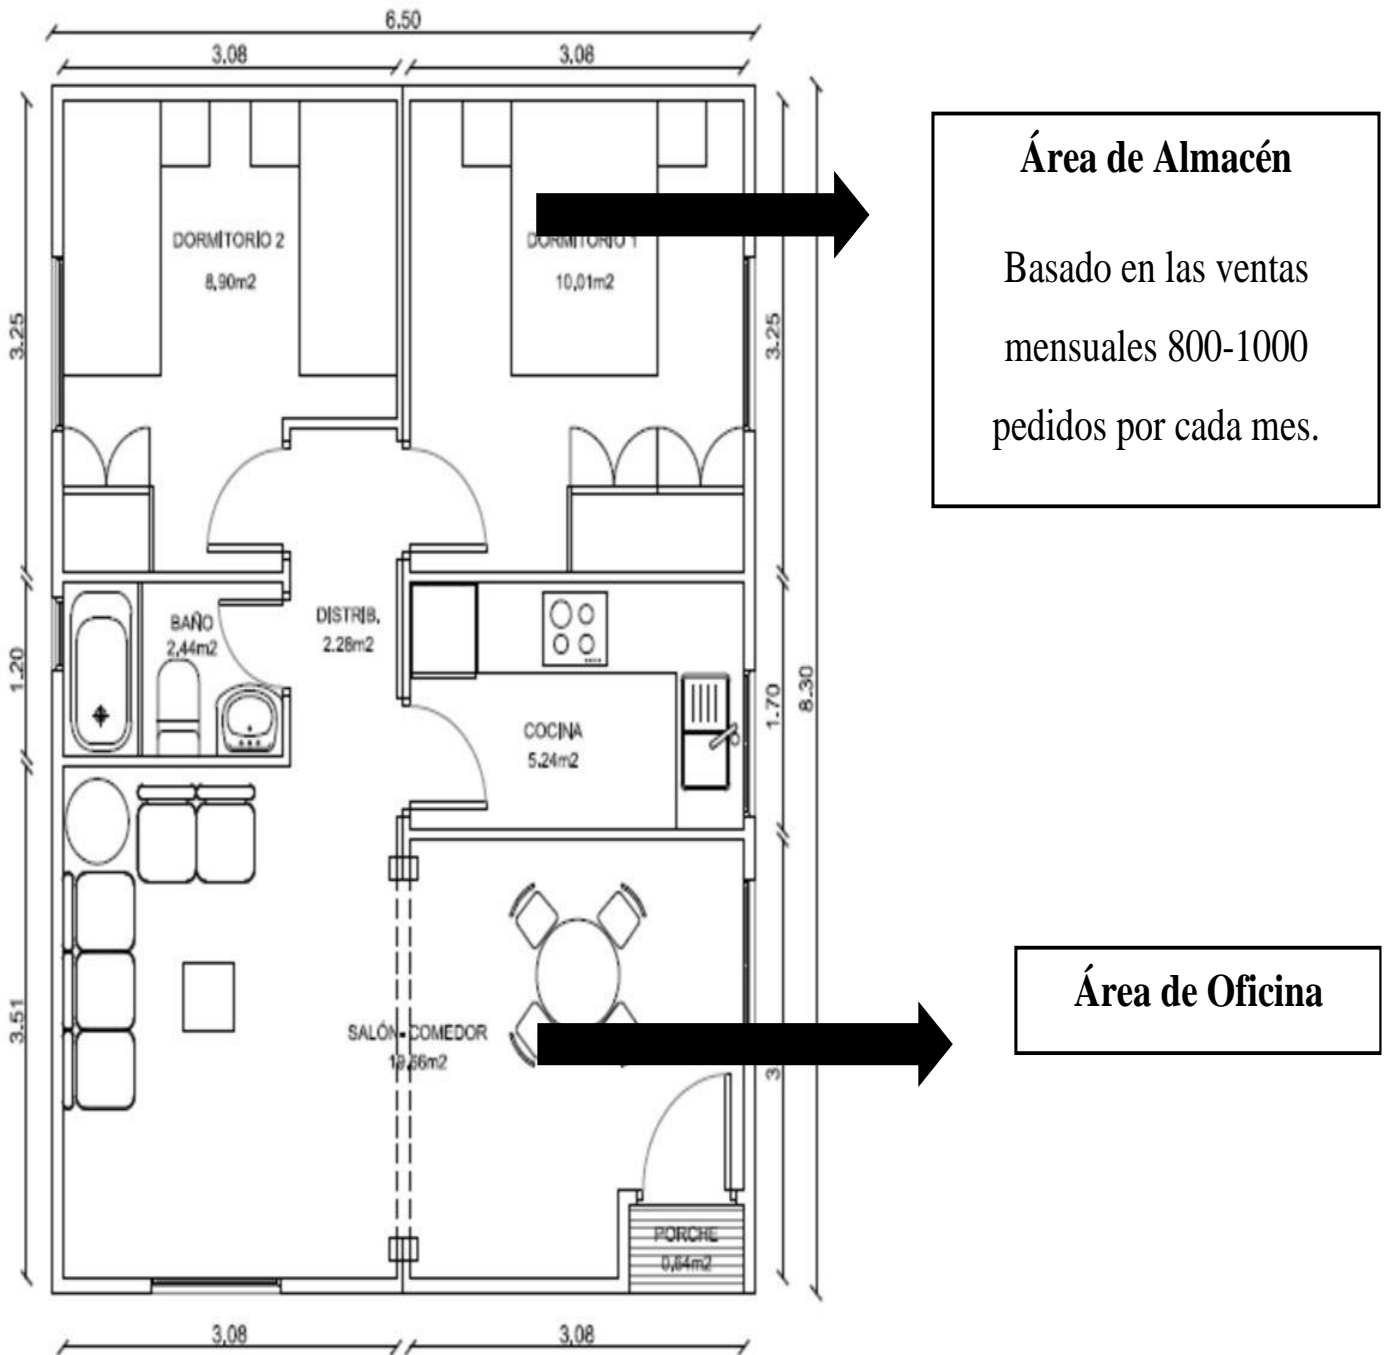 6.50
3,08
3,08
Área de Almacén
Basado en las ventas
mensuales 800-1000
pedidos por cada mes.
DORMITORIO 2
8,90m2
DORMITORIO 1
10,01m2
3.25
3.25
BAÑO
2,44m2
DISTRIB.
2.28m2
1.20
COCINA
5.24m2
1.70
8.30
Área de Oficina
SALÓN-COMEDOR
3.51
3
PORCHE
0,64m2
3,08
3,08